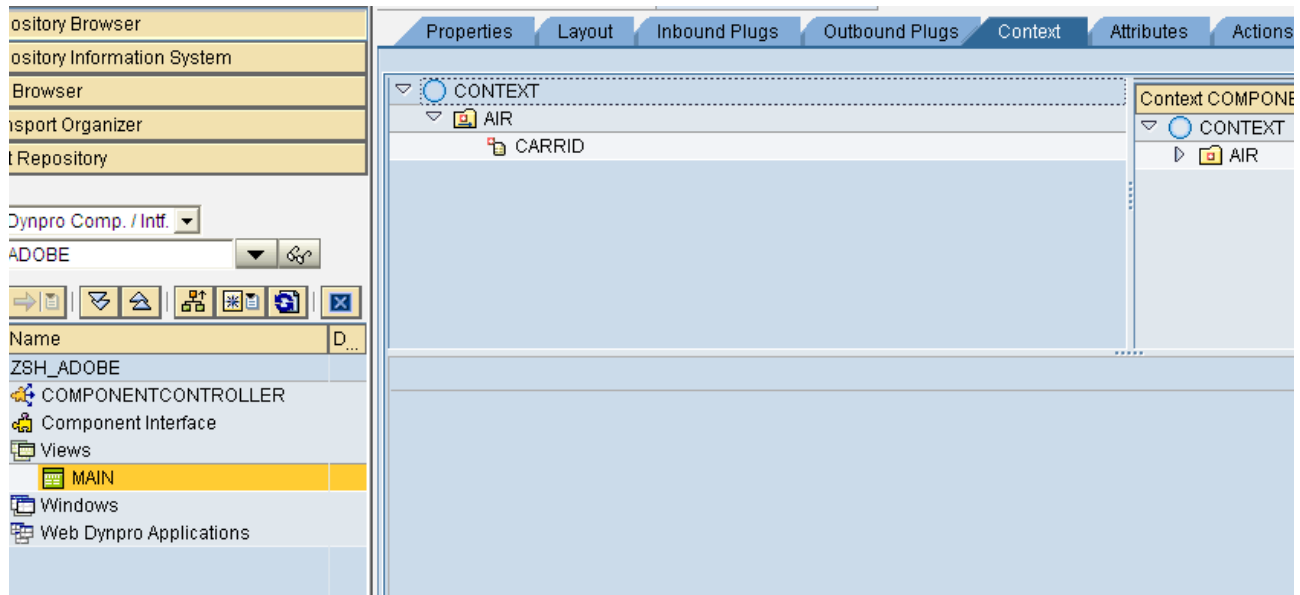 ository Browser
ository Information System
Browser
nsport Organizer
t Repository
Dynpro Comp. / Intf.
ADOBE
Name D...
ZSH_ADOBE
COMPONENTCONTROLLER
Component Interface
Views
MAIN
Windows
Web Dynpro Applications
Properties Layout Inbound Plugs Outbound Plugs Context Attributes Actions
CONTEXT
AIR
CARRID
Context COMPONE
CONTEXT
AIR